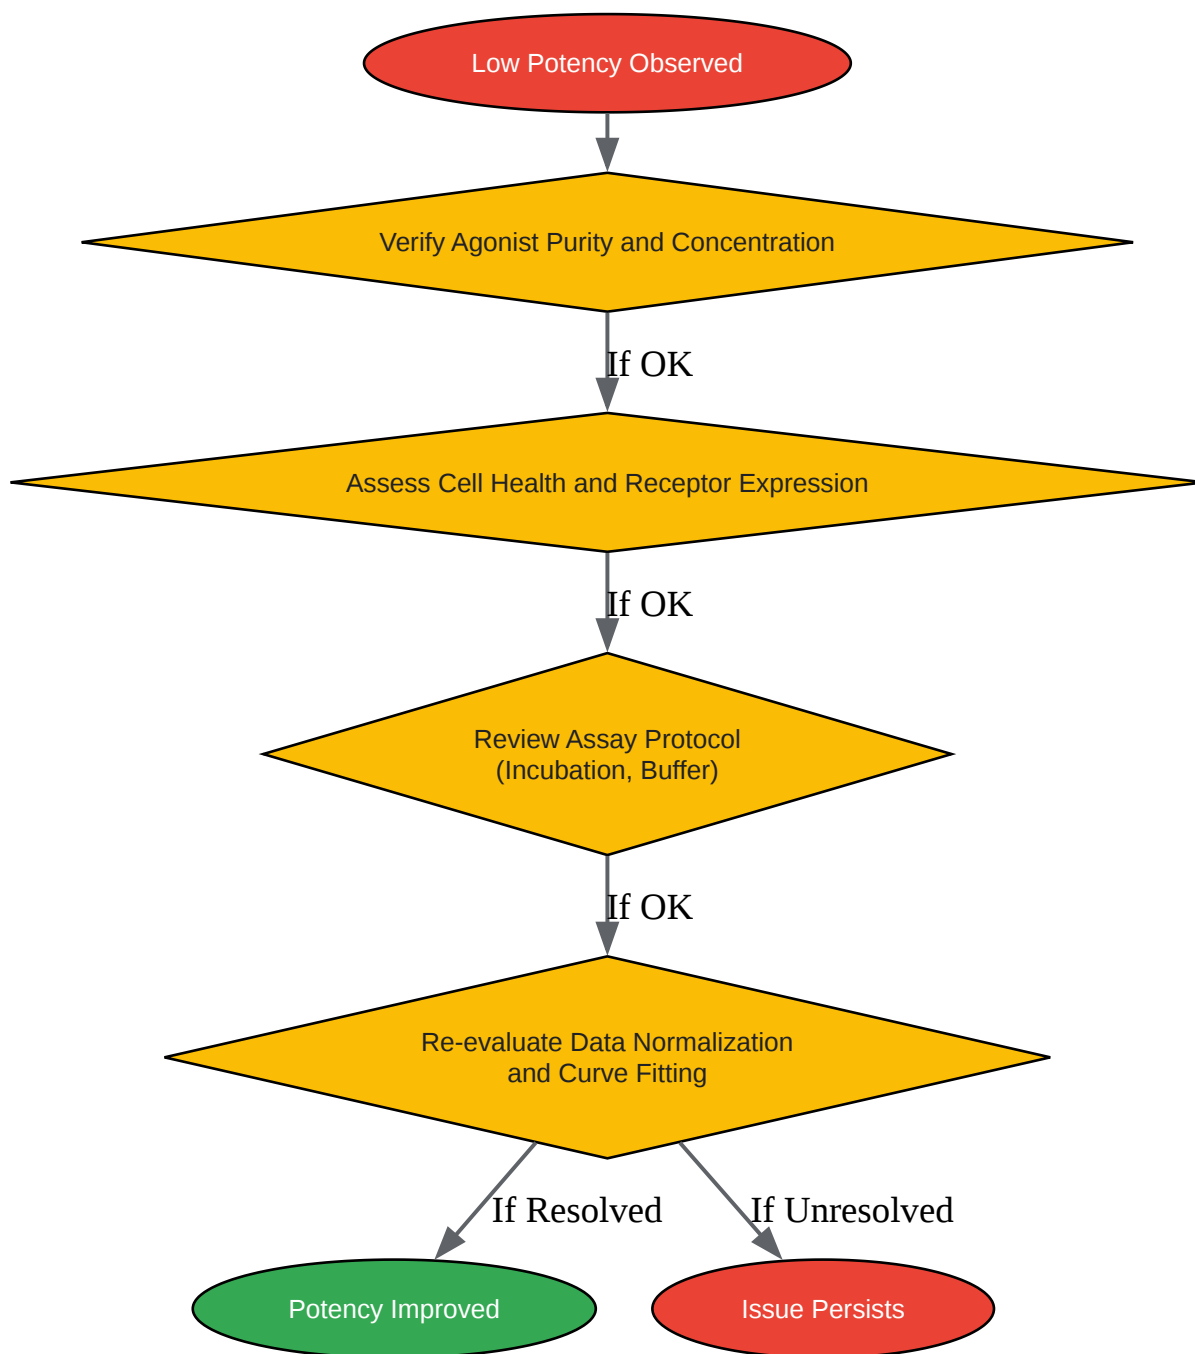 Low Potency Observed
Verify Agonist Purity and Concentration
If OK
Assess Cell Health and Receptor Expression
If OK
Review Assay Protocol
(Incubation, Buffer)
If OK
Re-evaluate Data Normalization
and Curve Fitting
If Resolved
If Unresolved
Potency Improved
Issue Persists